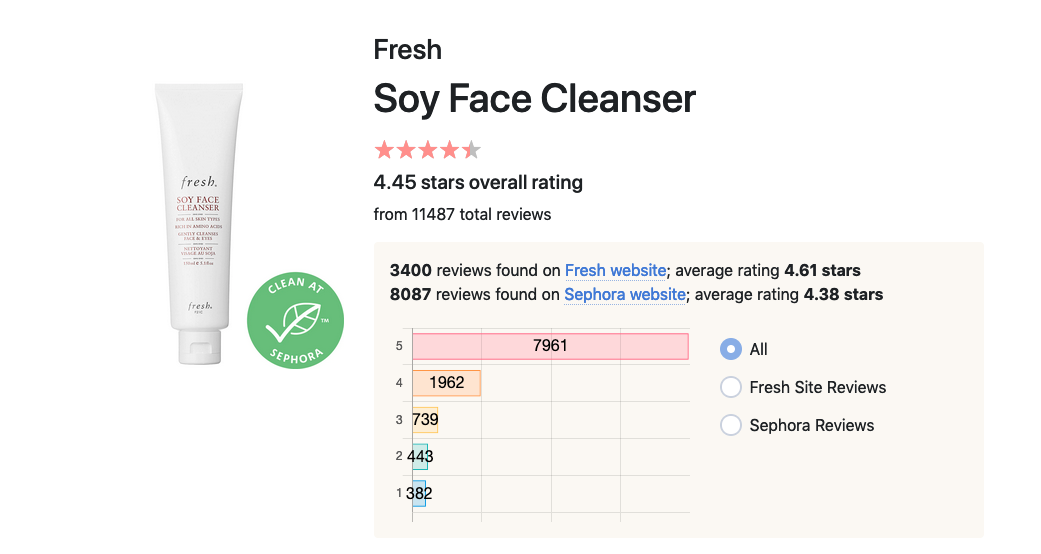 Fresh
Soy Face Cleanser
4.45 stars overall rating
from 11487 total reviews
fresh.
SOY FACE
CLEANSER
FOR ALL SKIN TYPES
RICH IN AMINO ACIDS
GENTLY CLEANSES
FACE & EYES
NETTOYANT
VISAGE AU SOJA
fresh.
CLEAN AT
SEPHORA
TM
3400 reviews found on Fresh website; average rating 4.61 stars
8087 reviews found on Sephora website; average rating 4.38 stars
5 7961
4 1962
3 739
2 443
1 382
All
Fresh Site Reviews
Sephora Reviews